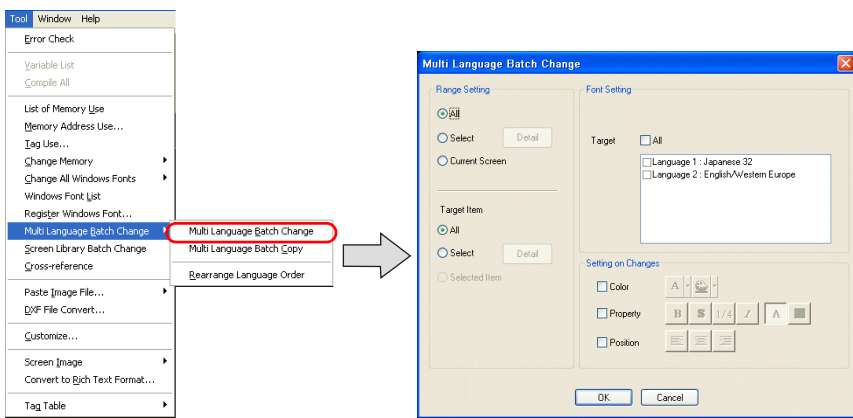 Tool Window Help
Error Check
Variable List
Compile All
List of Memory Use
Memory Address Use...
Tag Use...
Change Memory
Change All Windows Fonts
Windows Font List
Register Windows Font...
Multi Language Batch Change
Screen Library Batch Change
Cross-reference
Paste Image File...
DXF File Convert...
Customize...
Screen Image
Convert to Rich Text Format...
Tag Table
Multi Language Batch Change
Multi Language Batch Copy
Rearrange Language Order
Multi Language Batch Change
Range Setting
All
Select Detail
Current Screen
Target Item
All
Select Detail
Selected Item
Font Setting
Target All
Language 1 : Japanese 32
Language 2 : English/Western Europe
Setting on Changes
Color A
Property B S 1/4 I A
Position
OK Cancel